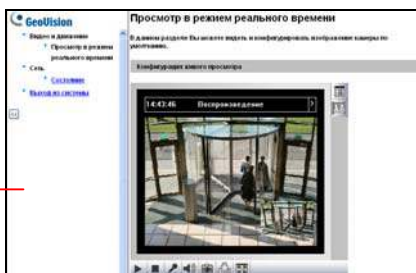 GeoVision
Видео и движение
Просмотр в режиме
реального времени
Сеть
Состояние
Выход из системы
Просмотр в режием реального времени
В данном разделе Вы можете видеть и конфигурировать изображение камеры по
умолчанию.
Конфигурация живого просмотра
14:43:46 Воспроизведение